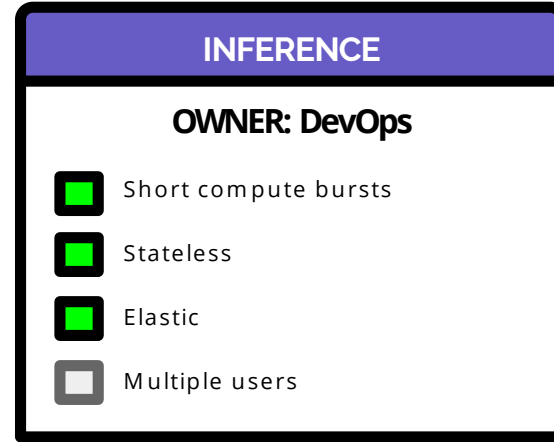 INFERENCE
OWNER: DevOps
Short compute bursts
Stateless
Elastic
Multiple users